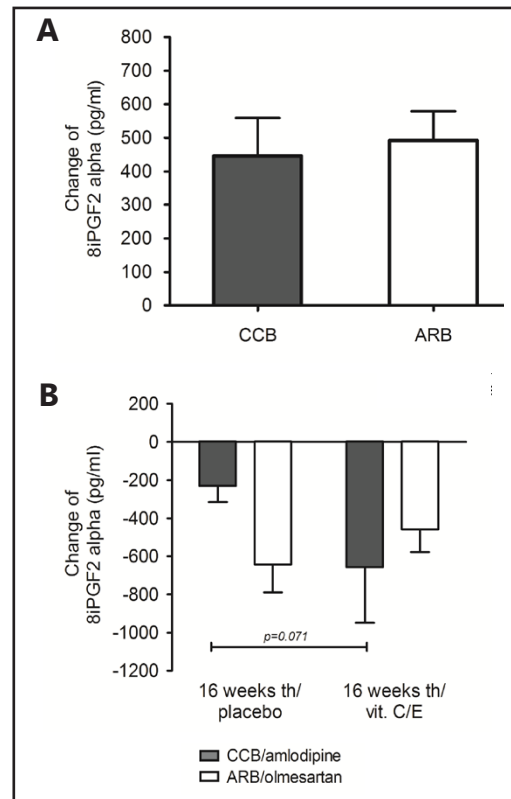 A
Change of
8iPGF2 alpha (pg/ml)
800
700
600
500
400
300
200
100
0
CCB
ARB
B
Change of
8iPGF2 alpha (pg/ml)
200
0
-200
-400
-600
-800
-1000
-1200
p=0.071
16 weeks th/
placebo
16 weeks th/
vit. C/E
CCB/amlodipine
ARB/olmesartan